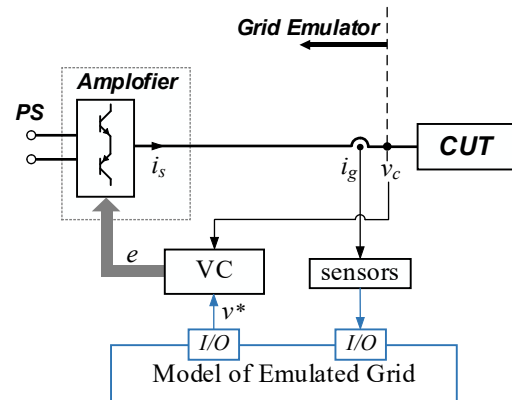 Grid Emulator
Amplofier
PS
CUT
i_s
i_g
v_c
e
VC
sensors
v*
I/O
I/O
Model of Emulated Grid